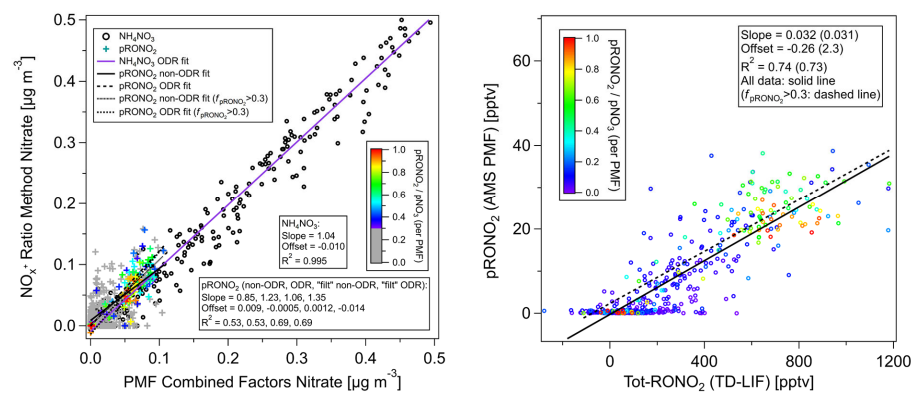 0.5
0.4
0.3
0.2
0.1
0.0
NOx+ Ratio Method Nitrate [µg m-3]
NH4NO3
pRONO2
NH4NO3 ODR fit
pRONO2 non-ODR fit
pRONO2 ODR fit
pRONO2 non-ODR fit (fpRONO2>0.3)
pRONO2 ODR fit (fpRONO2>0.3)
1.0
0.8
0.6
0.4
0.2
0.0
pRONO2 / pNO3 (per PMF)
NH4NO3:
Slope = 1.04
Offset = -0.010
R2 = 0.995
pRONO2 (non-ODR, ODR, "filt" non-ODR, "filt" ODR):
Slope = 0.85, 1.23, 1.06, 1.35
Offset = 0.009, -0.0005, 0.0012, -0.014
R2 = 0.53, 0.53, 0.69, 0.69
0.0 0.1 0.2 0.3 0.4 0.5
PMF Combined Factors Nitrate [µg m-3]
60
40
20
0
pRONO2 (AMS PMF) [pptv]
1.0
0.8
0.6
0.4
0.2
0.0
pRONO2 / pNO3 (per PMF)
Slope = 0.032 (0.031)
Offset = -0.26 (2.3)
R2 = 0.74 (0.73)
All data: solid line
(fpRONO2>0.3: dashed line)
0 400 800 1200
Tot-RONO2 (TD-LIF) [pptv]